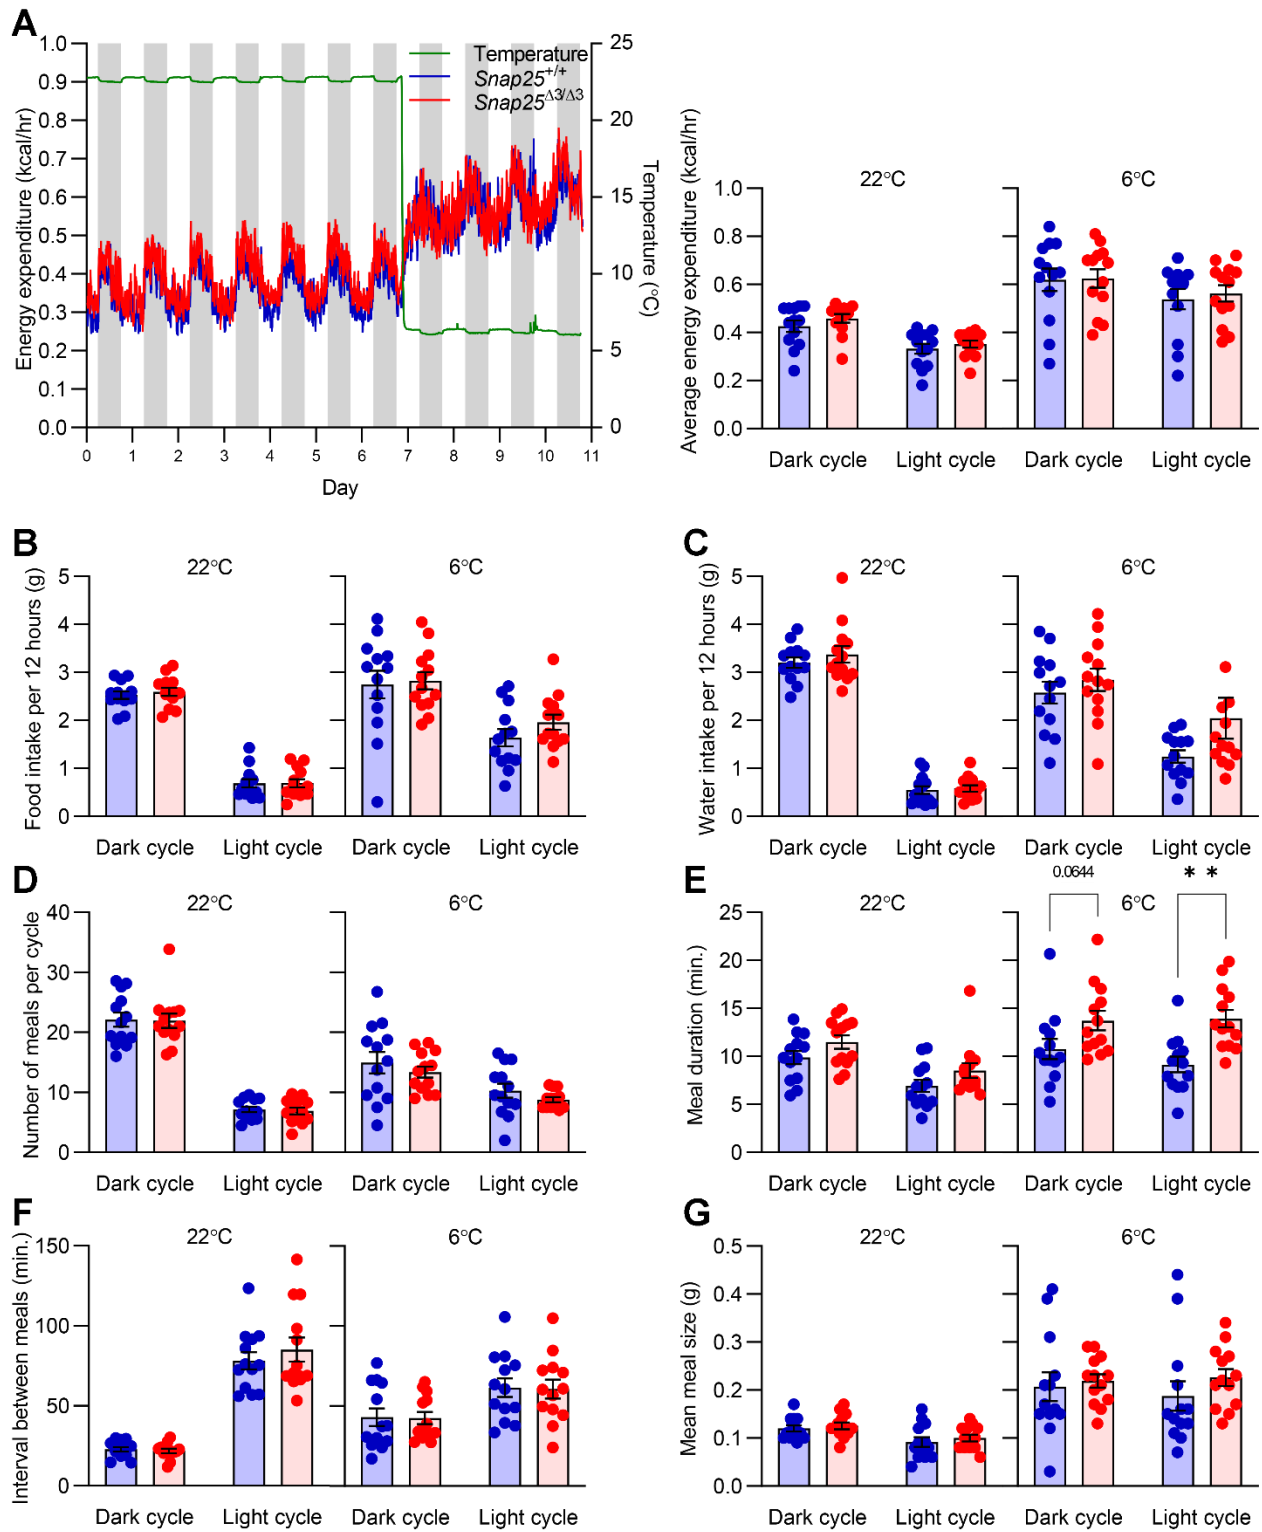 A
Energy expenditure (kcal/hr)
1.0
0.9
0.8
0.7
0.6
0.5
0.4
0.3
0.2
0.1
0.0
0 1 2 3 4 5 6 7 8 9 10 11
Day
25
20
15
10
5
0
Temperature (°C)
Temperature
Snap25+/+
Snap25Δ3/Δ3
Average energy expenditure (kcal/hr)
22°C 6°C
1.0
0.8
0.6
0.4
0.2
0.0
Dark cycle Light cycle Dark cycle Light cycle
B
Food intake per 12 hours (g)
22°C 6°C
5
4
3
2
1
0
Dark cycle Light cycle Dark cycle Light cycle
C
Water intake per 12 hours (g)
22°C 6°C
5
4
3
2
1
0
Dark cycle Light cycle Dark cycle Light cycle
D
Number of meals per cycle
22°C 6°C
40
30
20
10
0
Dark cycle Light cycle Dark cycle Light cycle
E
Meal duration (min.)
0.0644 * *
22°C 6°C
25
20
15
10
5
0
Dark cycle Light cycle Dark cycle Light cycle
F
Interval between meals (min.)
22°C 6°C
150
100
50
0
Dark cycle Light cycle Dark cycle Light cycle
G
Mean meal size (g)
22°C 6°C
0.5
0.4
0.3
0.2
0.1
0.0
Dark cycle Light cycle Dark cycle Light cycle